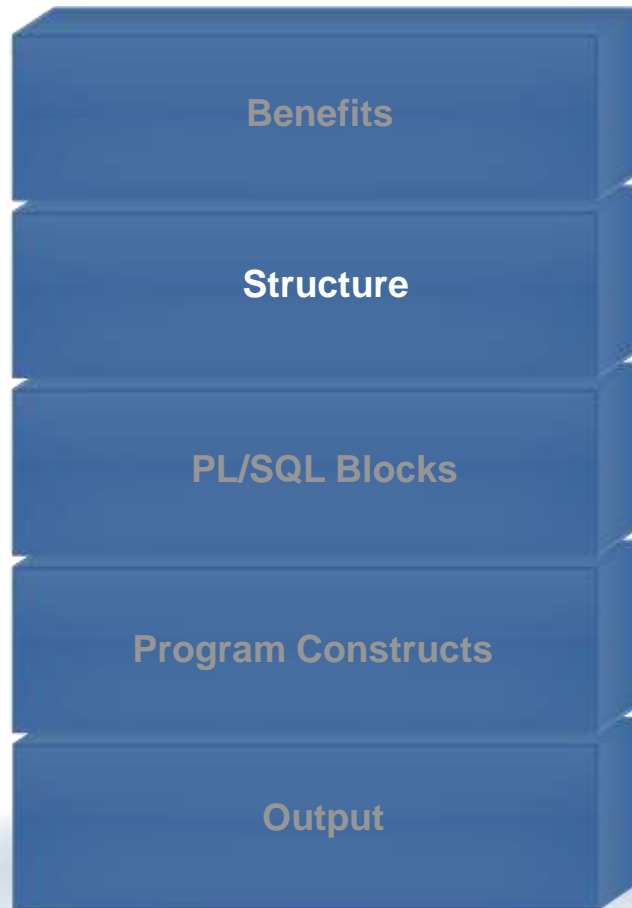 Benefits
Structure
PL/SQL Blocks
Program Constructs
Output